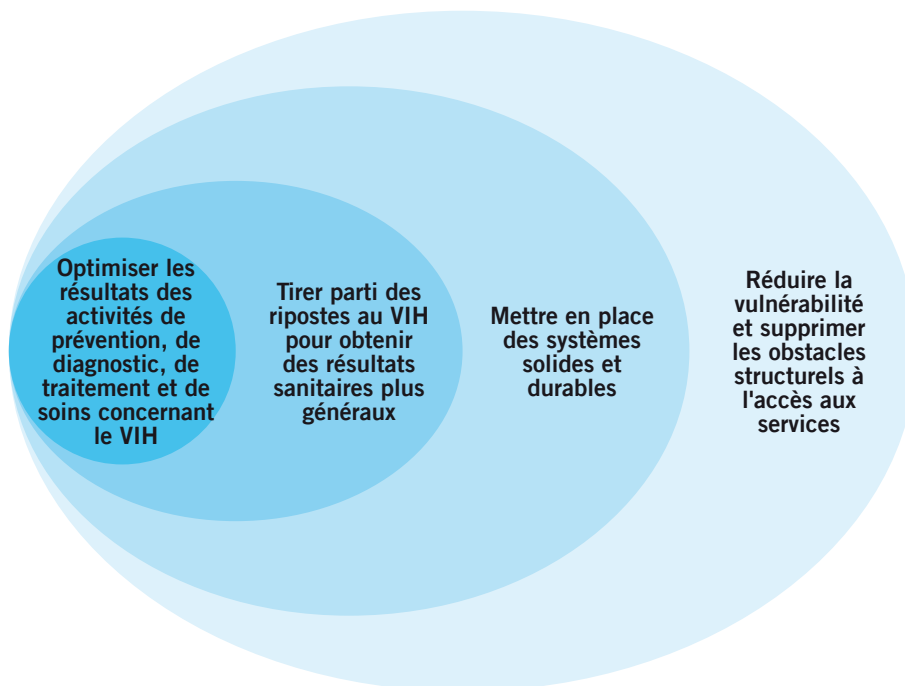 Optimiser les
résultats des
activités de
prévention, de
diagnostic, de
traitement et de
soins concernant
le VIH
Tirer parti des
ripostes au VIH
pour obtenir
des résultats
sanitaires plus
généraux
Mettre en place
des systèmes
solides et
durables
Réduire la
vulnérabilité
et supprimer
les obstacles
structurels à
l'accès aux
services